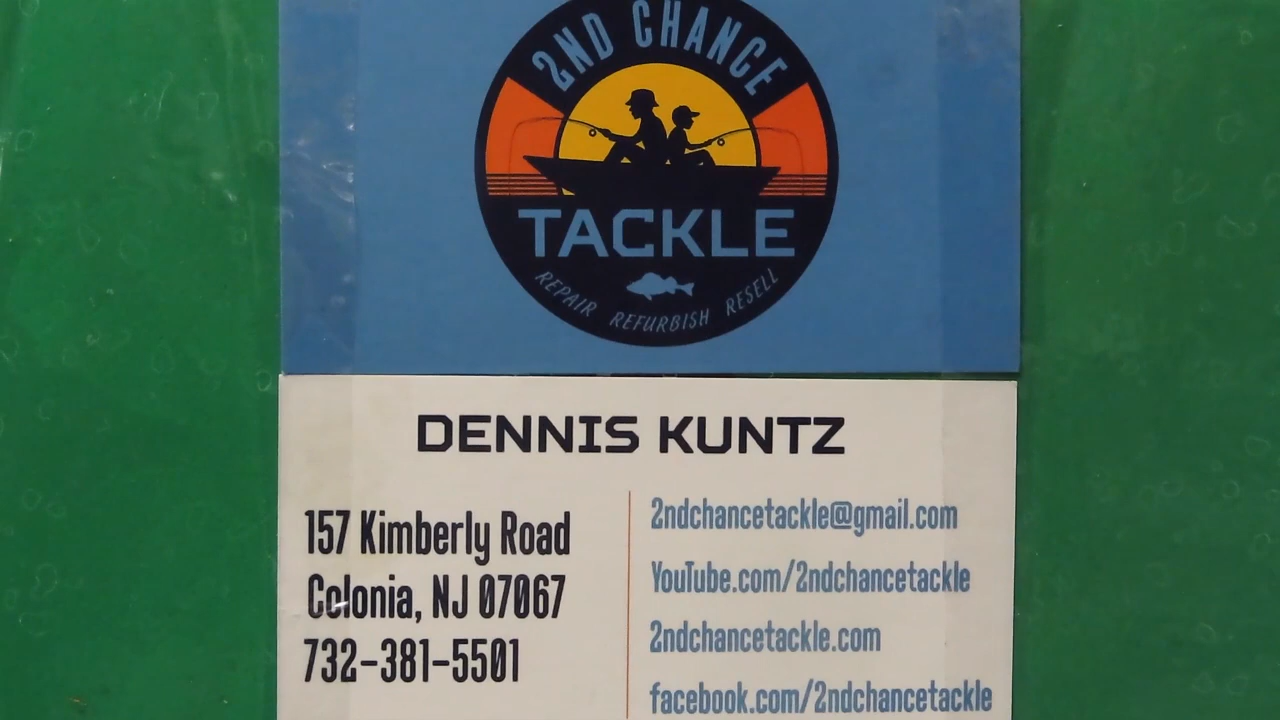 2ND CHANCE
TACKLE
REPAIR REFURBISH RESELL
DENNIS KUNTZ
157 Kimberly Road
Colonia, NJ 07067
732-381-5501
2ndchancetackle@gmail.com
YouTube.com/2ndchancetackle
2ndchancetackle.com
facebook.com/2ndchancetackle